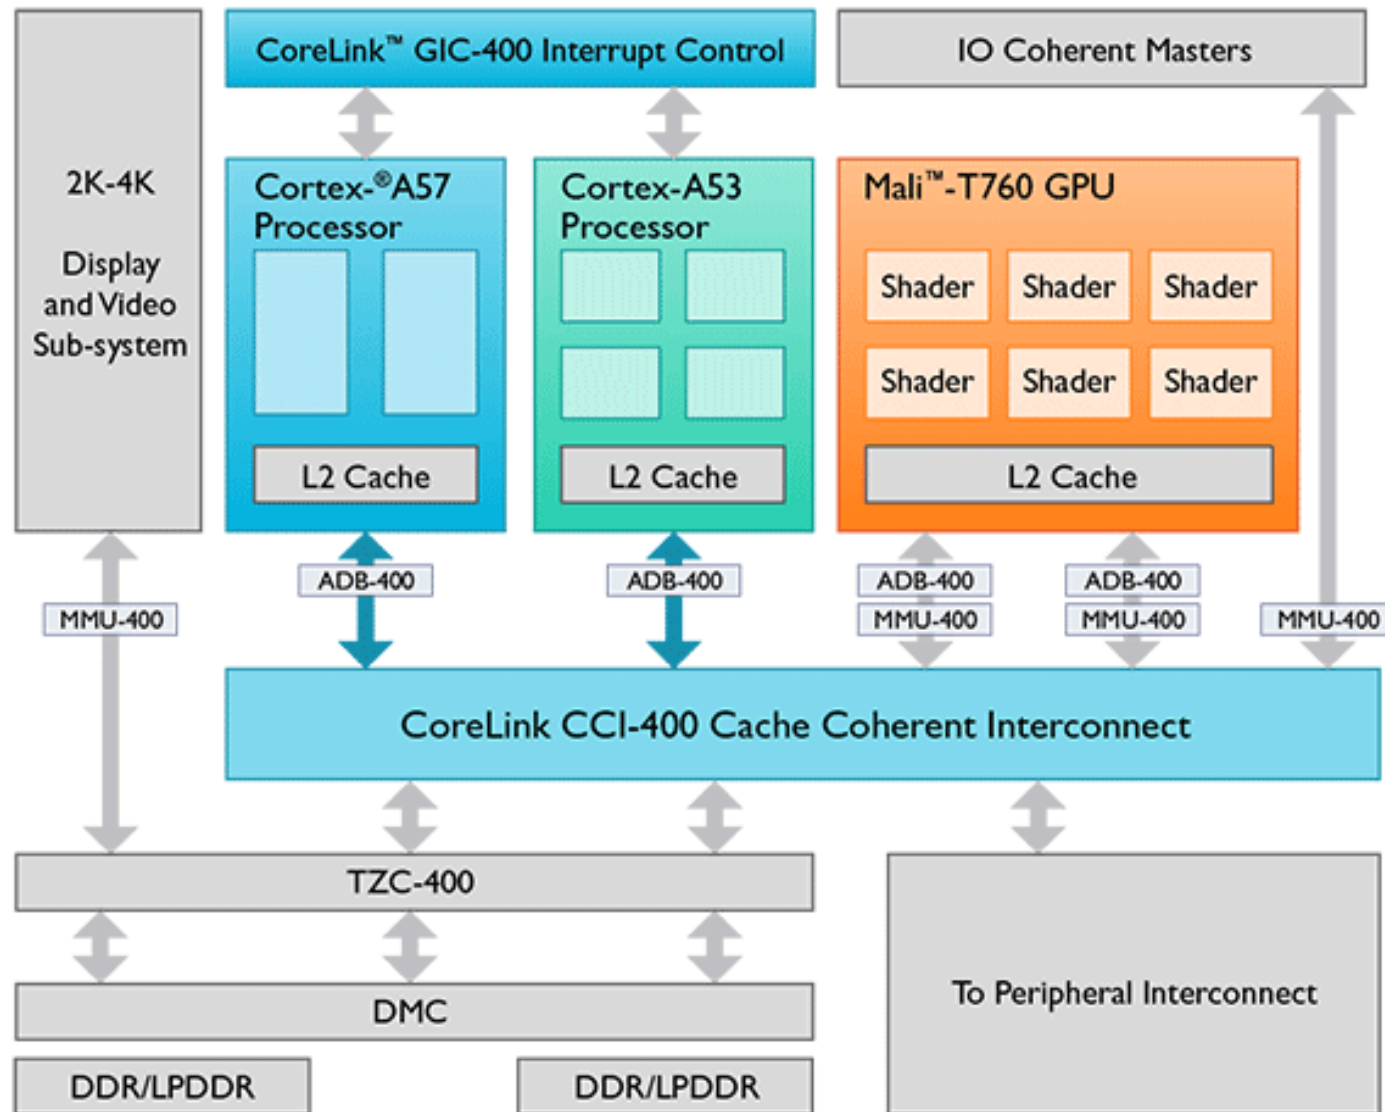 CoreLink™ GIC-400 Interrupt Control
IO Coherent Masters
2K-4K
Display
and Video
Sub-system
Cortex-®A57
Processor
L2 Cache
Cortex-A53
Processor
L2 Cache
Mali™-T760 GPU
Shader Shader Shader
Shader Shader Shader
L2 Cache
ADB-400 ADB-400 ADB-400 ADB-400
MMU-400 MMU-400 MMU-400 MMU-400
CoreLink CCI-400 Cache Coherent Interconnect
TZC-400
DMC
To Peripheral Interconnect
DDR/LPDDR DDR/LPDDR